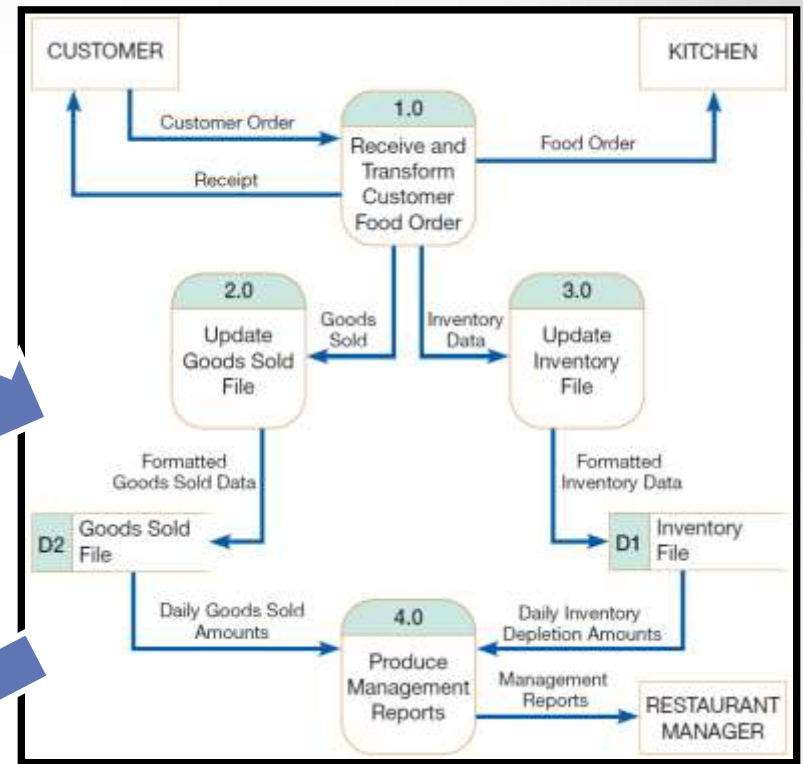 CUSTOMER
KITCHEN
1.0
Customer Order
Receive and
Transform
Customer
Food Order
Food Order
Receipt
2.0
3.0
Goods
Sold
Inventory
Data
Update
Goods Sold
File
Update
Inventory
File
Formatted
Goods Sold Data
Formatted
Inventory Data
D2
Goods Sold
File
D1
Inventory
File
Daily Goods Sold
Amounts
4.0
Daily Inventory
Depletion Amounts
Produce
Management
Reports
Management
Reports
RESTAURANT
MANAGER